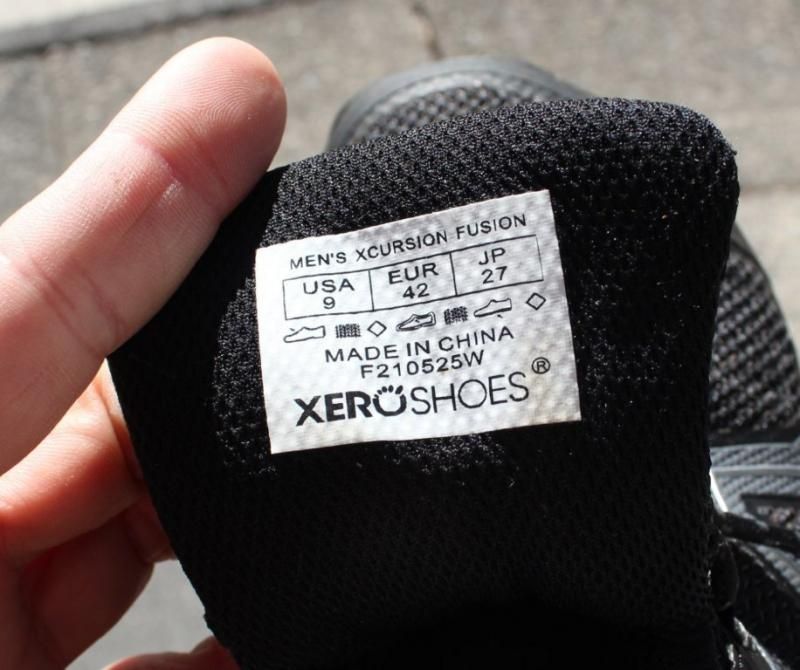 MEN'S XCURSION FUSION
USA EUR JP
9 42 27
MADE IN CHINA
F210525W
XEROSHOES®